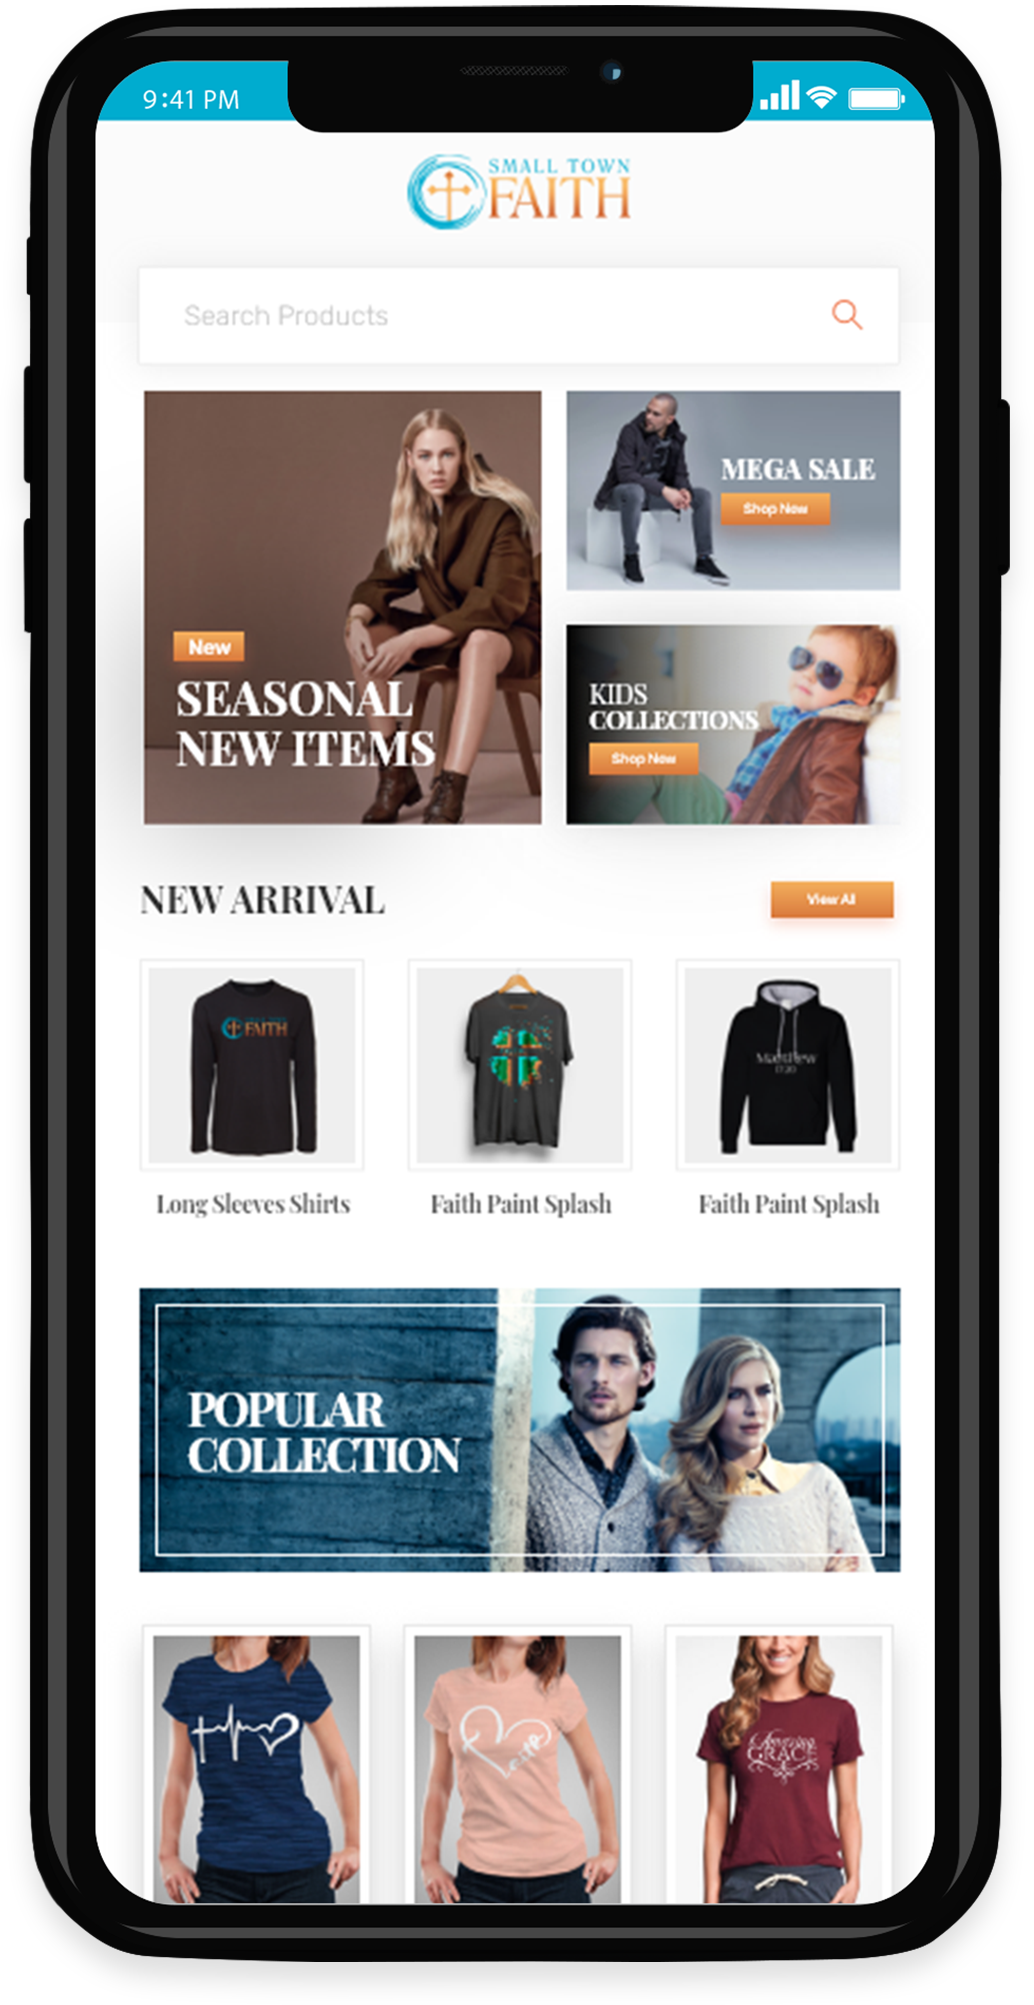 9:41 PM
SMALL TOWN
FAITH
Search Products
New
SEASONAL
NEW ITEMS
MEGA SALE
Shop Now
KIDS
COLLECTIONS
Shop Now
NEW ARRIVAL
View All
FAITH
Matthew
17:20
Long Sleeves Shirts
Faith Paint Splash
Faith Paint Splash
POPULAR
COLLECTION
Amazing
GRACE